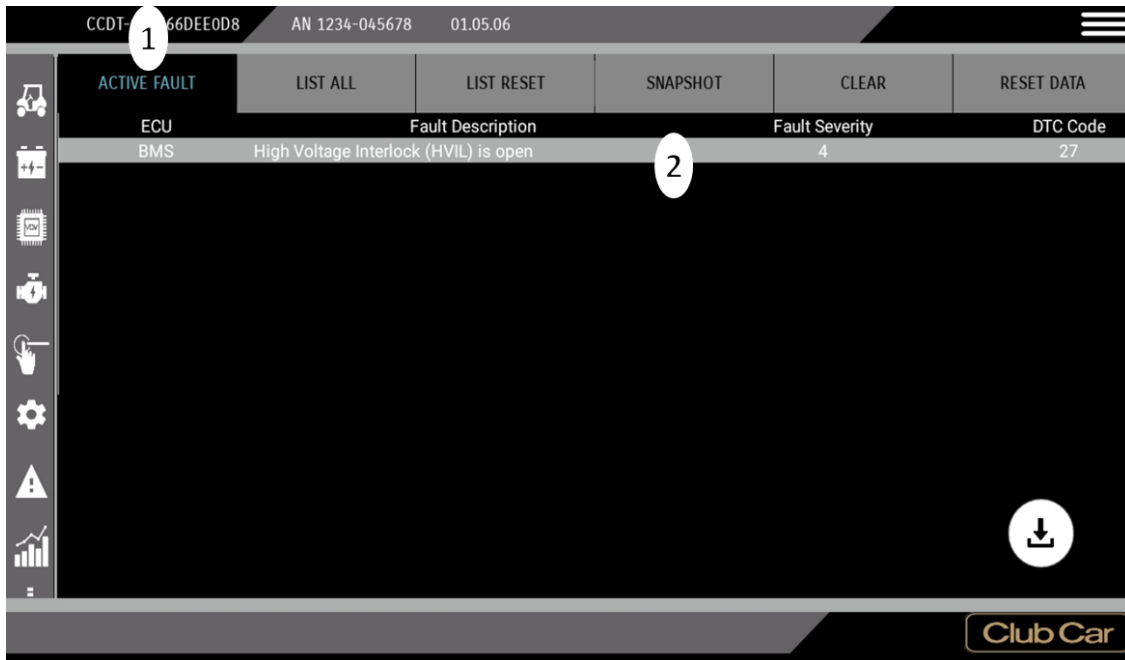 CCDT- 66DEE0D8 AN 1234-045678 01.05.06
1
ACTIVE FAULT LIST ALL LIST RESET SNAPSHOT CLEAR RESET DATA
ECU Fault Description Fault Severity DTC Code
BMS High Voltage Interlock (HVIL) is open 4 27
2
VDV
Club Car